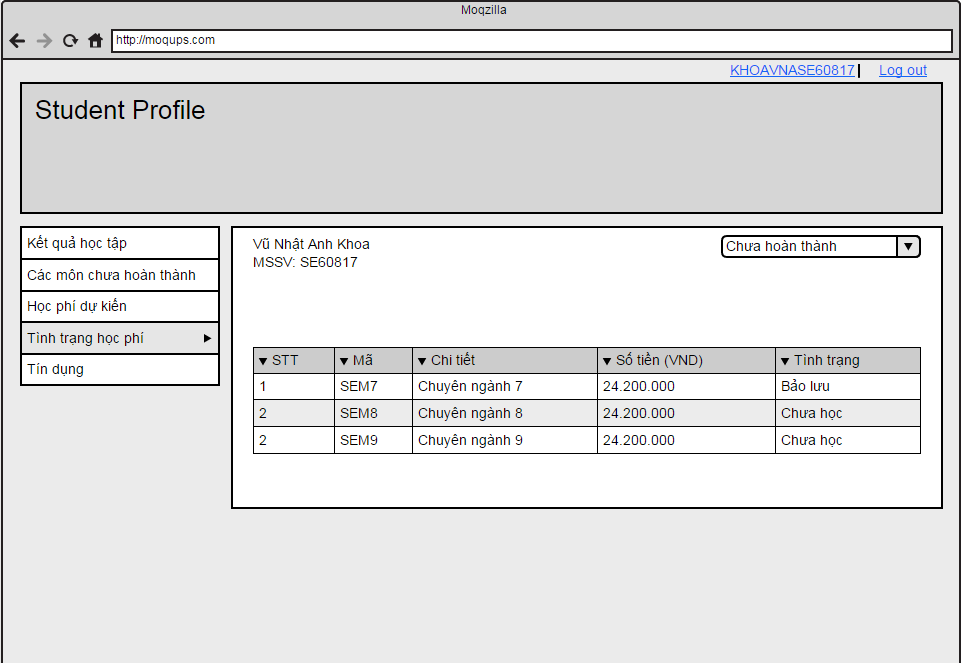 Moqzilla
http://moqups.com
KHOAVNASE60817 Log out
Student Profile
Kết quả học tập
Các môn chưa hoàn thành
Học phí dự kiến
Tình trạng học phí
Tín dụng
Vũ Nhật Anh Khoa
MSSV: SE60817
Chưa hoàn thành
STT Mã Chi tiết Số tiền (VND) Tình trạng
1 SEM7 Chuyên ngành 7 24.200.000 Bảo lưu
2 SEM8 Chuyên ngành 8 24.200.000 Chưa học
2 SEM9 Chuyên ngành 9 24.200.000 Chưa học